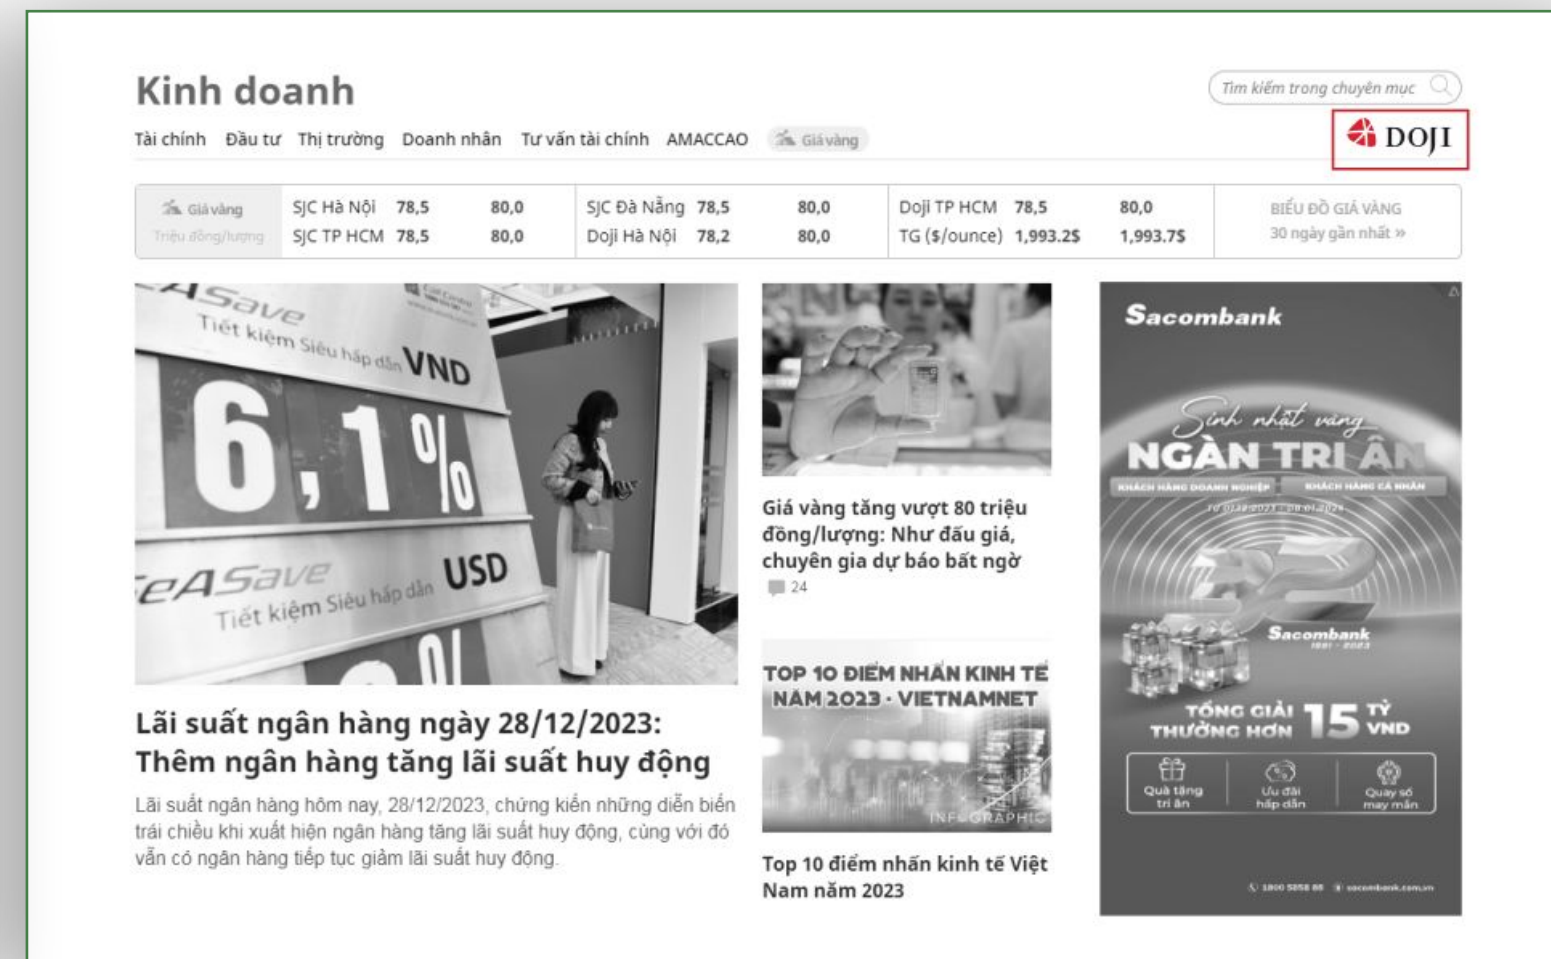 Kinh doanh
Tìm kiếm trong chuyên mục
Tài chính Đầu tư Thị trường Doanh nhân Tư vấn tài chính AMACCAO Giá vàng
DOJI
Giá vàng
Triệu đồng/lượng
SJC Hà Nội 78,5 80,0
SJC TP HCM 78,5 80,0
SJC Đà Nẵng 78,5 80,0
Doji Hà Nội 78,2 80,0
Doji TP HCM 78,5 80,0
TG ($/ounce) 1,993.2$ 1,993.7$
BIỂU ĐỒ GIÁ VÀNG
30 ngày gần nhất »
ASave
Tiết kiệm Siêu hấp dẫn VND
6,1%
eASave
Tiết kiệm Siêu hấp dẫn USD
Lãi suất ngân hàng ngày 28/12/2023:
Thêm ngân hàng tăng lãi suất huy động
Lãi suất ngân hàng hôm nay, 28/12/2023, chứng kiến những diễn biến
trái chiều khi xuất hiện ngân hàng tăng lãi suất huy động, cùng với đó
vẫn có ngân hàng tiếp tục giảm lãi suất huy động.
Giá vàng tăng vượt 80 triệu
đồng/lượng: Như đấu giá,
chuyên gia dự báo bất ngờ
24
TOP 10 ĐIỂM NHẤN KINH TẾ
NĂM 2023 · VIETNAMNET
INFOGRAPHIC
Top 10 điểm nhấn kinh tế Việt
Nam năm 2023
Sacombank
Sinh nhật vàng
NGÀN TRI ÂN
KHÁCH HÀNG DOANH NGHIỆP KHÁCH HÀNG CÁ NHÂN
32
Sacombank
1991 - 2023
TỔNG GIẢI
THƯỞNG HƠN 15 TỶ
VND
Quà tặng
tri ân
Ưu đãi
hấp dẫn
Quay số
may mắn
1800 5858 88 sacombank.com.vn